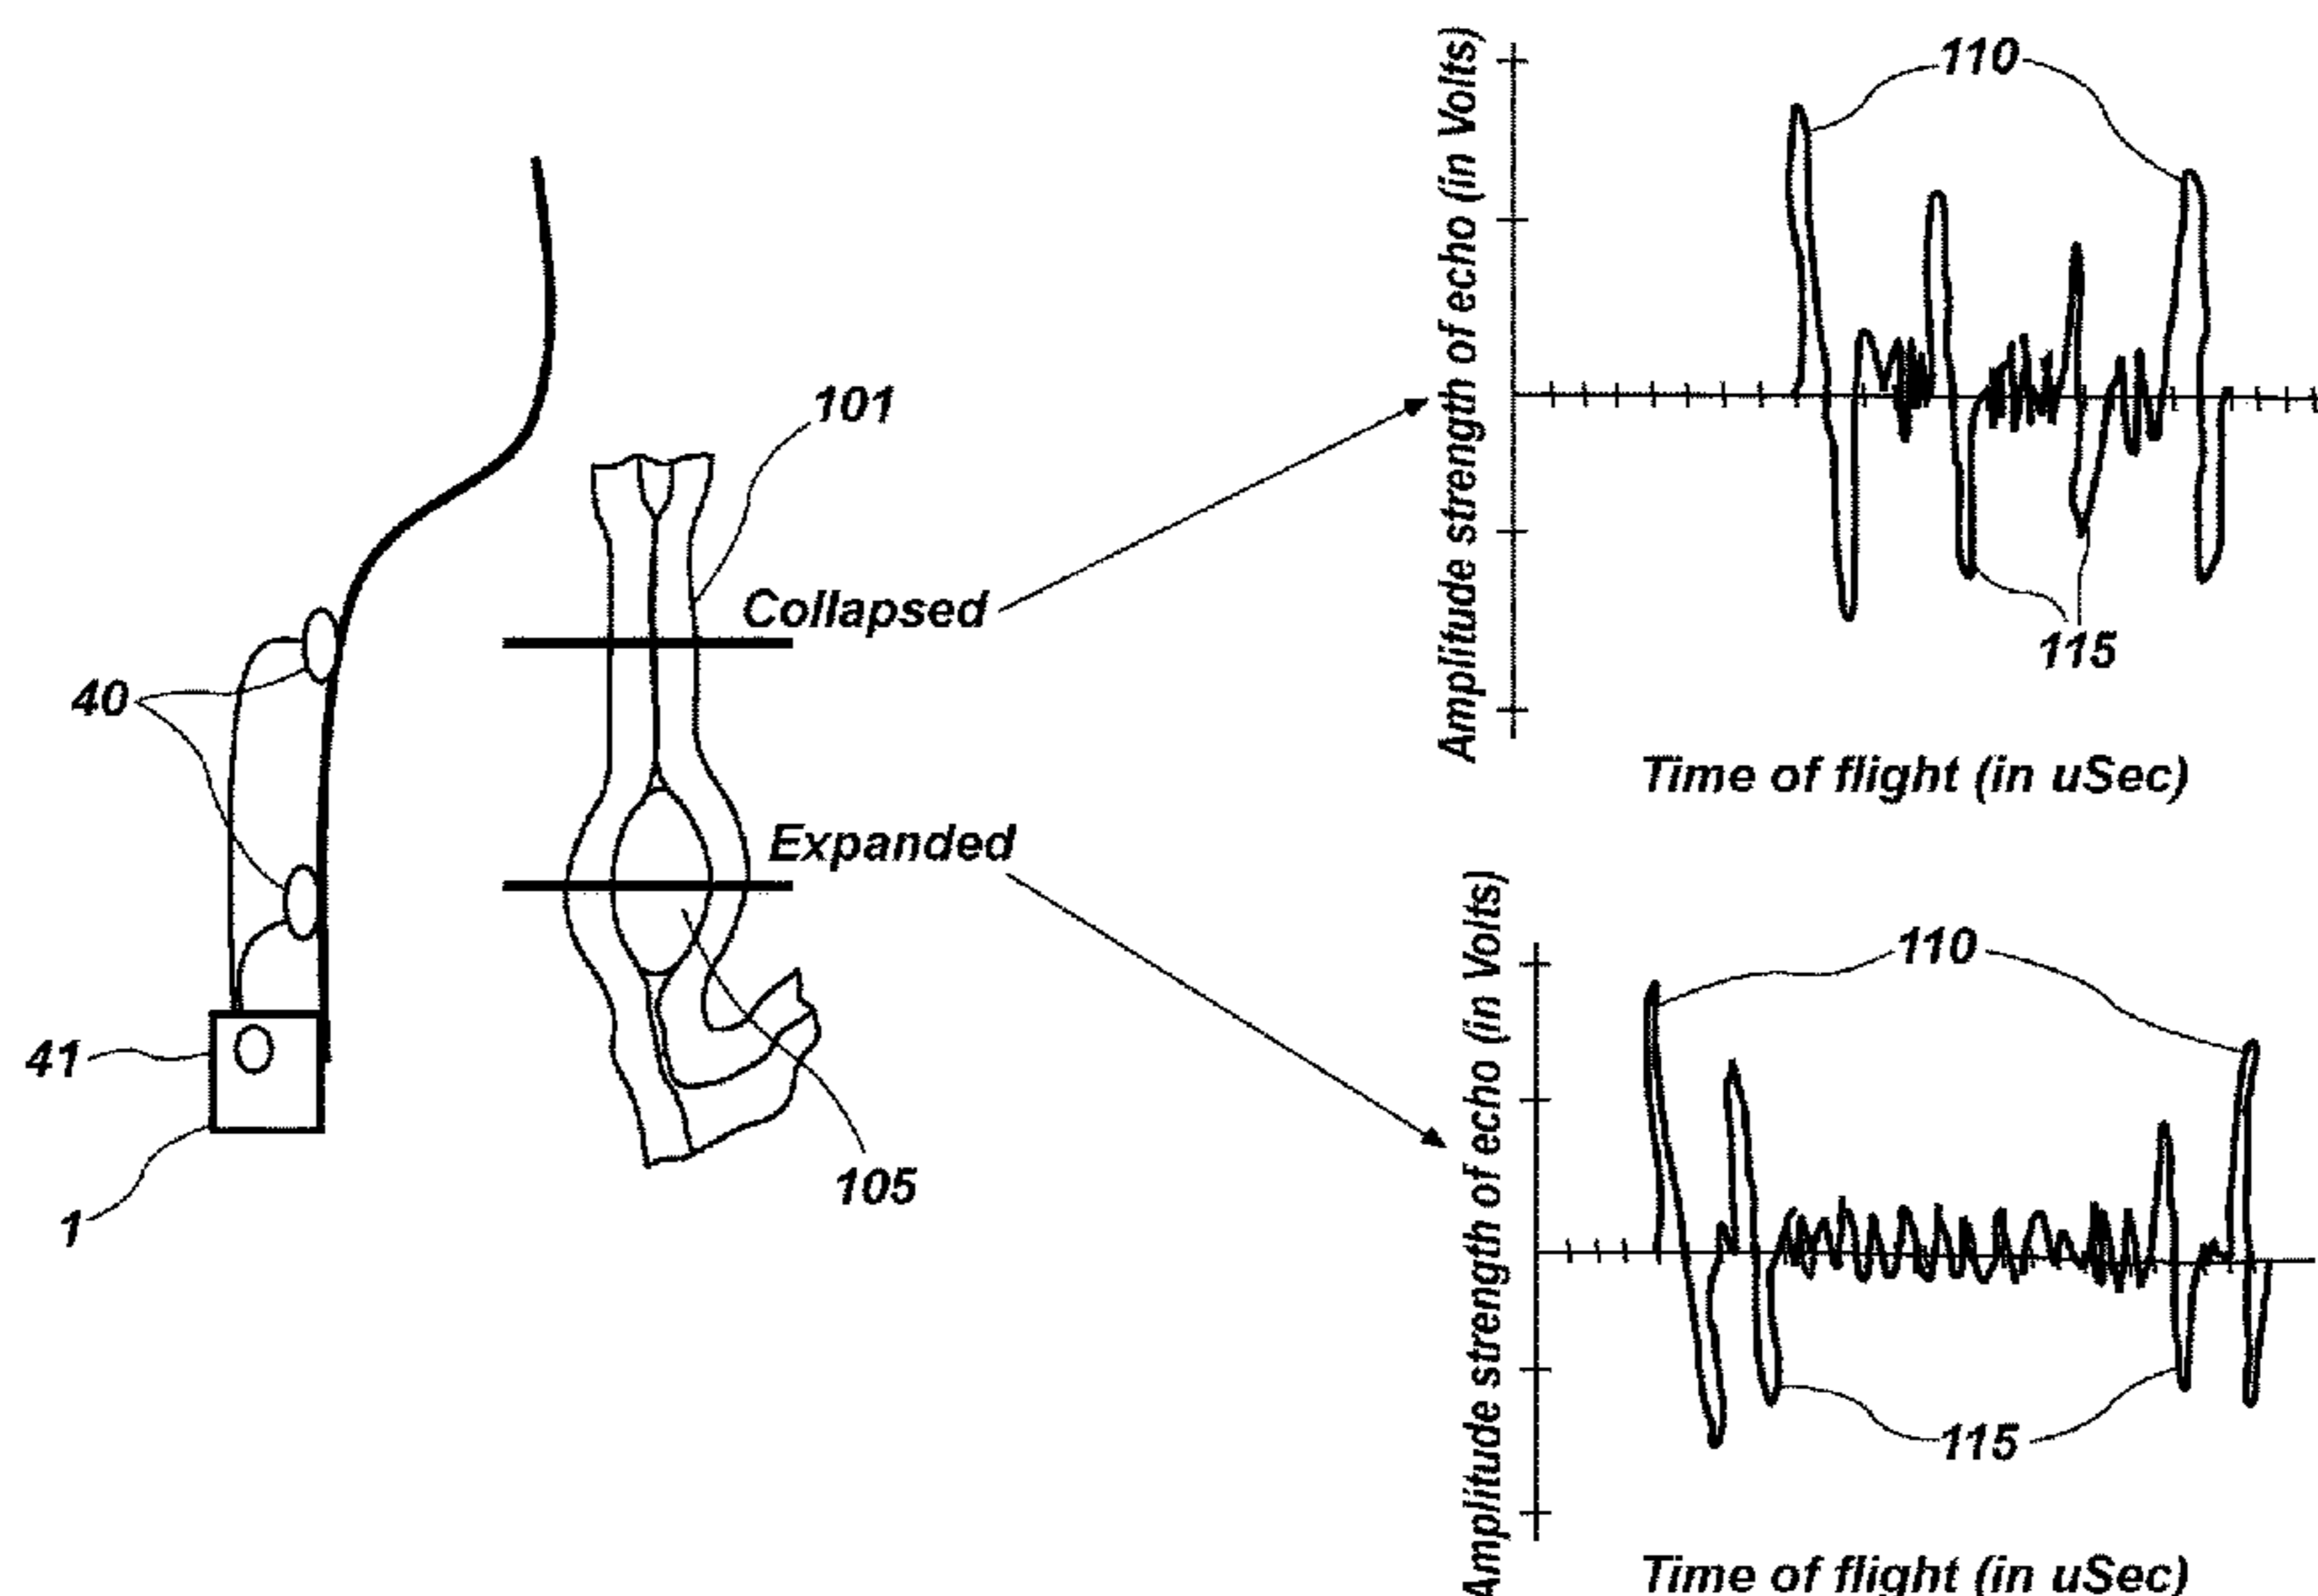 110
Amplitude strength of echo (in Volts)
101
Collapsed
40
115
Time of flight (in uSec)
Expanded
110
Amplitude strength of echo (in Volts)
41
105
1
115
Time of flight (in uSec)